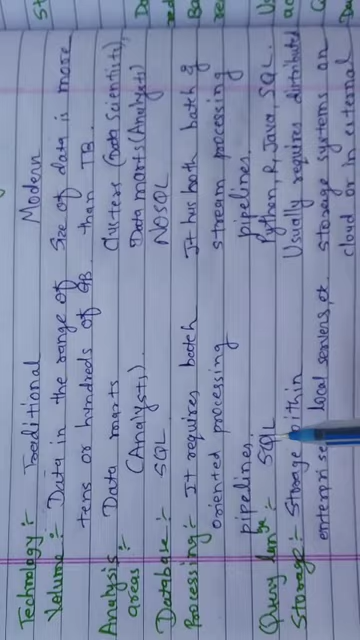 Technology :- Traditional Modern
Volume :- Data in the range of Size of data is more
tens or hundreds of GB. than TB.
Analysis Data marts Clusters (Data Scientists),
areas :- (Analysts). Data marts (Analysts)
Database :- SQL NOSQL
Processing :- It requires batch It has both batch &
oriented processing stream processing
pipelines. pipelines.
Query lang :- SQL Python, R, Java, SQL.
Storage :- Storage within Usually requires distributed
enterprise local servers, or storage systems on
cloud or in external